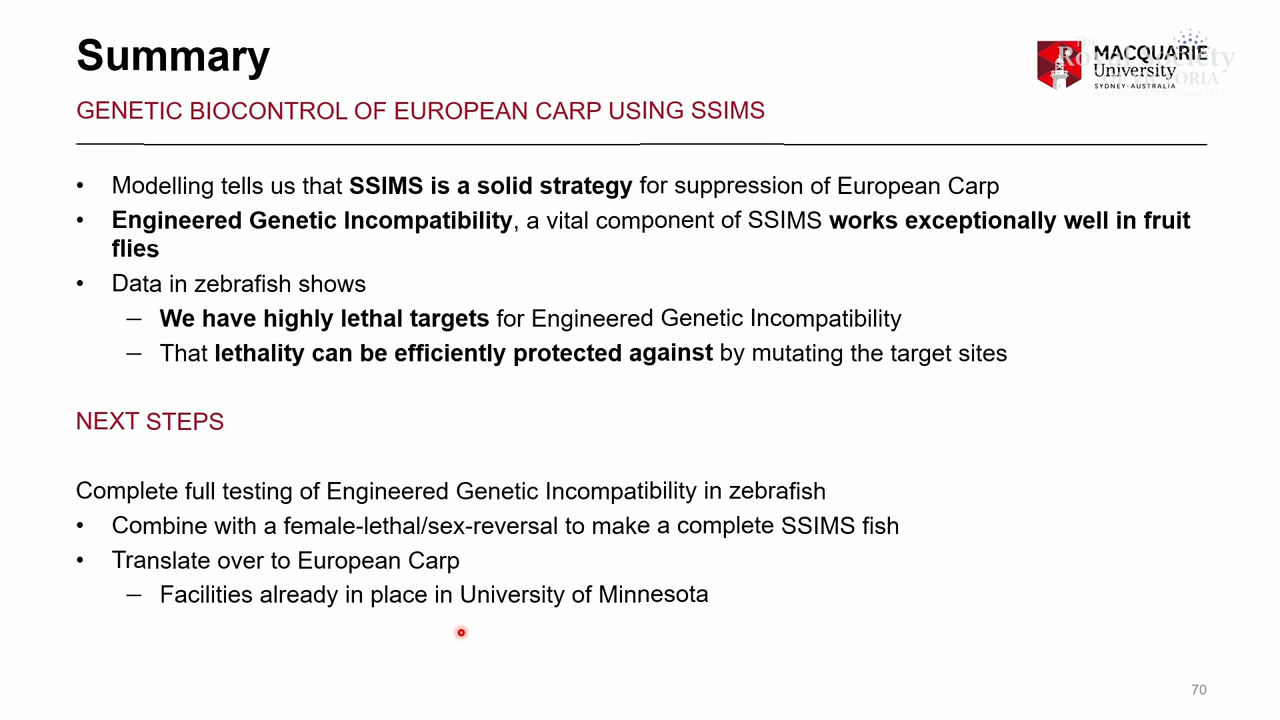 Summary
MACQUARIE
University
SYDNEY-AUSTRALIA
The Royal Society
OF VICTORIA
GENETIC BIOCONTROL OF EUROPEAN CARP USING SSIMS
• Modelling tells us that SSIMS is a solid strategy for suppression of European Carp
• Engineered Genetic Incompatibility, a vital component of SSIMS works exceptionally well in fruit
flies
• Data in zebrafish shows
– We have highly lethal targets for Engineered Genetic Incompatibility
– That lethality can be efficiently protected against by mutating the target sites
NEXT STEPS
Complete full testing of Engineered Genetic Incompatibility in zebrafish
• Combine with a female-lethal/sex-reversal to make a complete SSIMS fish
• Translate over to European Carp
– Facilities already in place in University of Minnesota
70